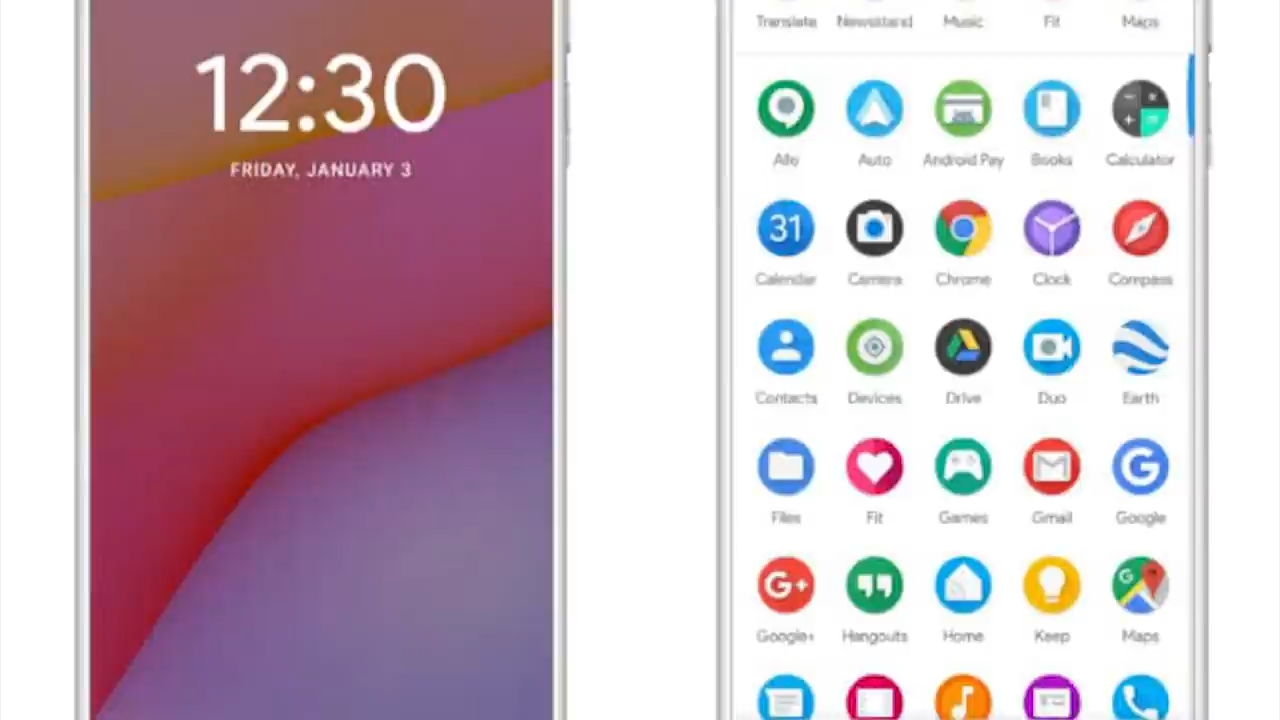 12:30
FRIDAY, JANUARY 3
Translate Newsstand Music Fit Maps
Allo Auto Android Pay Books Calculator
31
Calendar Camera Chrome Clock Compass
Contacts Devices Drive Duo Earth
G
Files Fit Games Gmail Google
G+ G
Google+ Hangouts Home Keep Maps